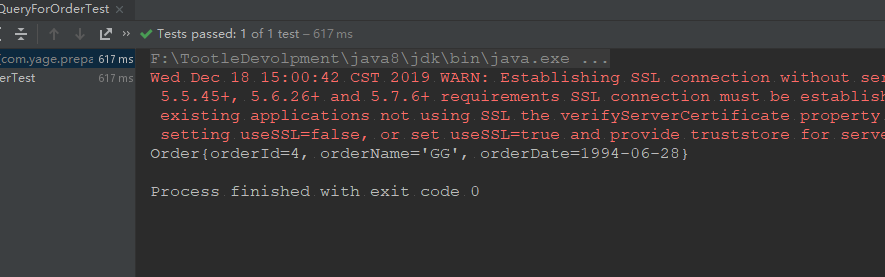 QueryForOrderTest ×
Tests passed: 1 of 1 test – 617 ms
(com.yage.prepa 617 ms
erTest 617 ms
F:\TootleDevolpment\java8\jdk\bin\java.exe ...
Wed Dec 18 15:00:42 CST 2019 WARN: Establishing SSL connection without ser
5.5.45+, 5.6.26+ and 5.7.6+ requirements SSL connection must be establish
existing applications not using SSL the verifyServerCertificate property
setting useSSL=false, or set useSSL=true and provide truststore for serve
Order{orderId=4, orderName='GG', orderDate=1994-06-28}
Process finished with exit code 0